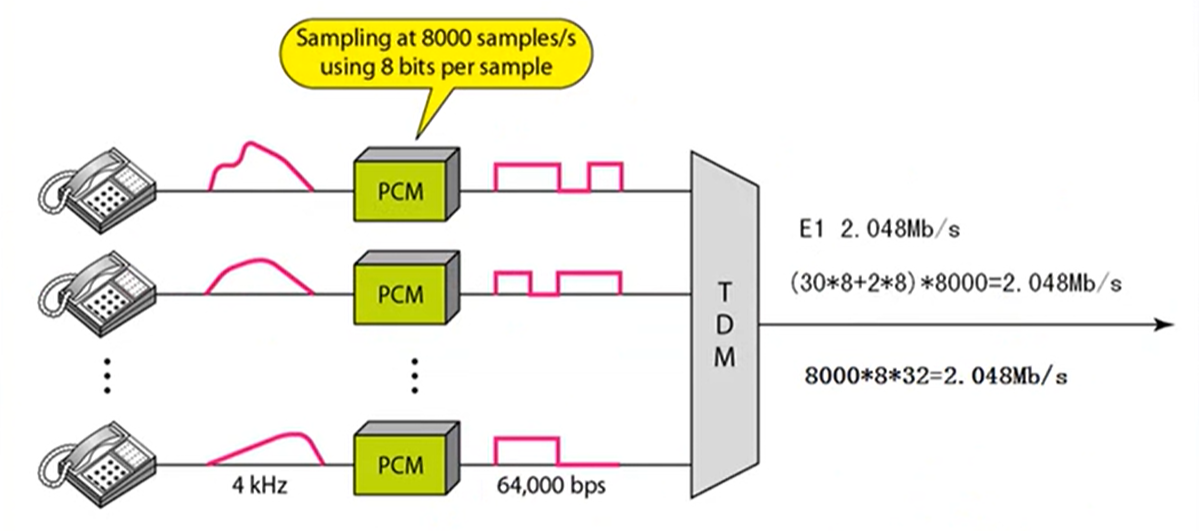 Sampling at 8000 samples/s
using 8 bits per sample
PCM
PCM
PCM
4 kHz
64,000 bps
T
D
M
E1 2.048Mb/s
(30*8+2*8)*8000=2.048Mb/s
8000*8*32=2.048Mb/s